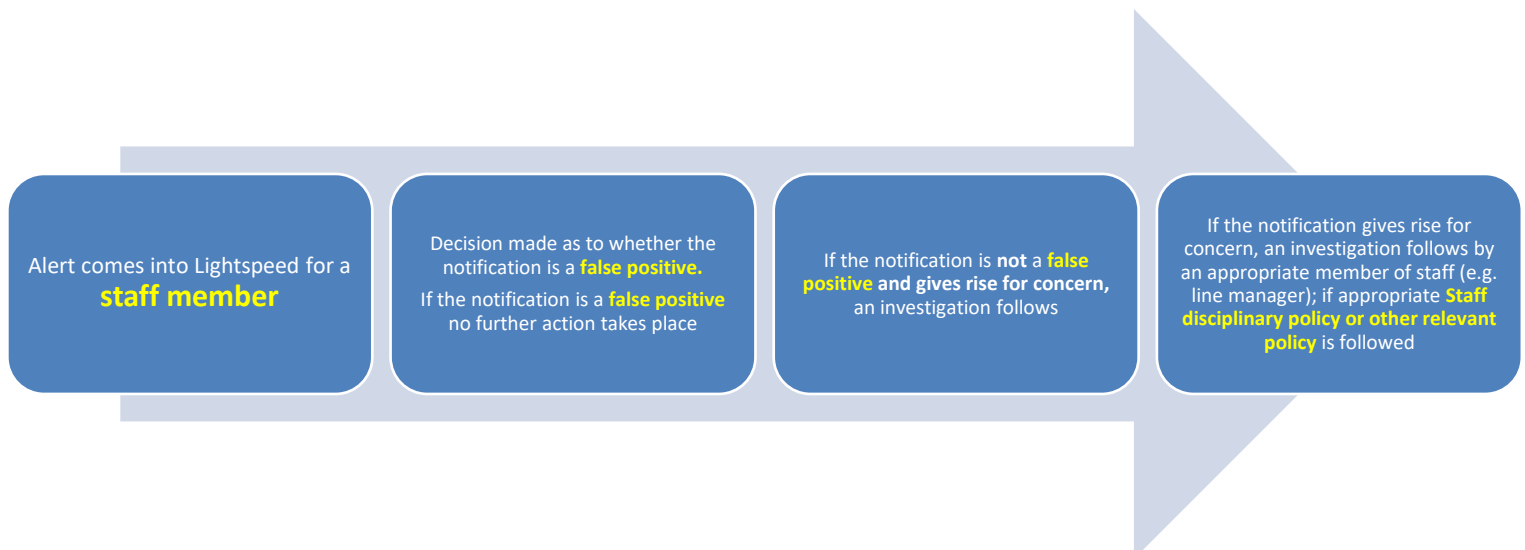 Alert comes into Lightspeed for a
staff member
Decision made as to whether the
notification is a false positive.
If the notification is a false positive
no further action takes place
If the notification is not a false
positive and gives rise for concern,
an investigation follows
If the notification gives rise for
concern, an investigation follows by
an appropriate member of staff (e.g.
line manager); if appropriate Staff
disciplinary policy or other relevant
policy is followed